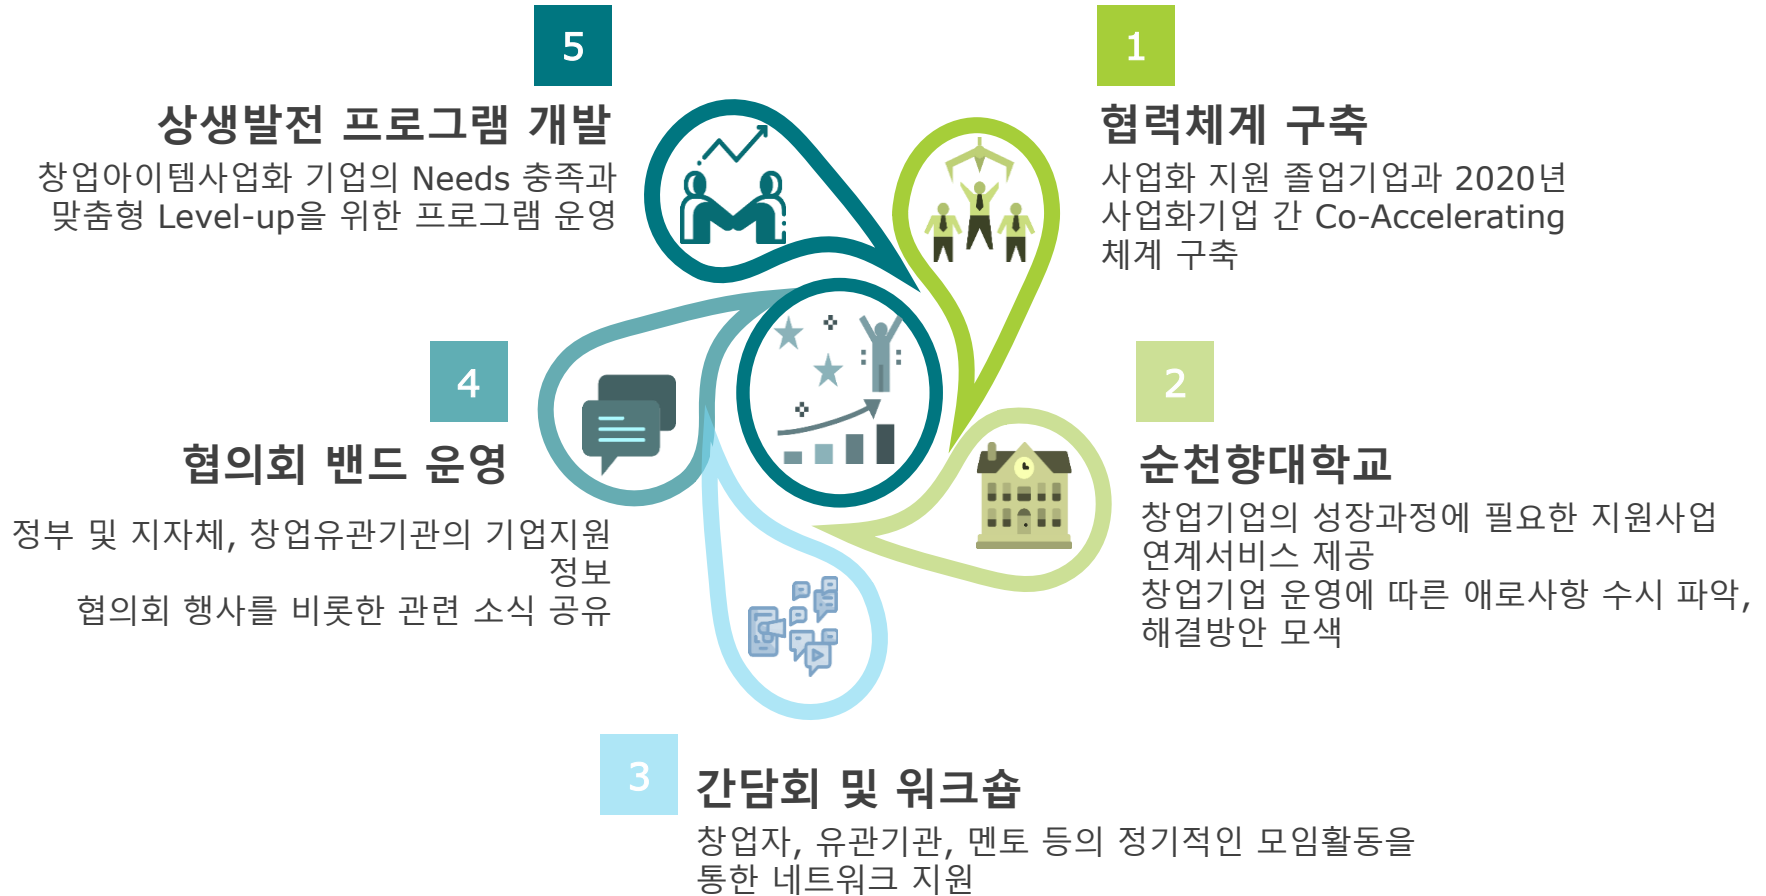 1
협력체계 구축
사업화 지원 졸업기업과 2020년
사업화기업 간 Co-Accelerating
체계 구축
2
순천향대학교
창업기업의 성장과정에 필요한 지원사업
연계서비스 제공
창업기업 운영에 따른 애로사항 수시 파악,
해결방안 모색
3
간담회 및 워크숍
창업자, 유관기관, 멘토 등의 정기적인 모임활동을
통한 네트워크 지원
4
협의회 밴드 운영
정부 및 지자체, 창업유관기관의 기업지원
정보
협의회 행사를 비롯한 관련 소식 공유
5
상생발전 프로그램 개발
창업아이템사업화 기업의 Needs 충족과
맞춤형 Level-up을 위한 프로그램 운영